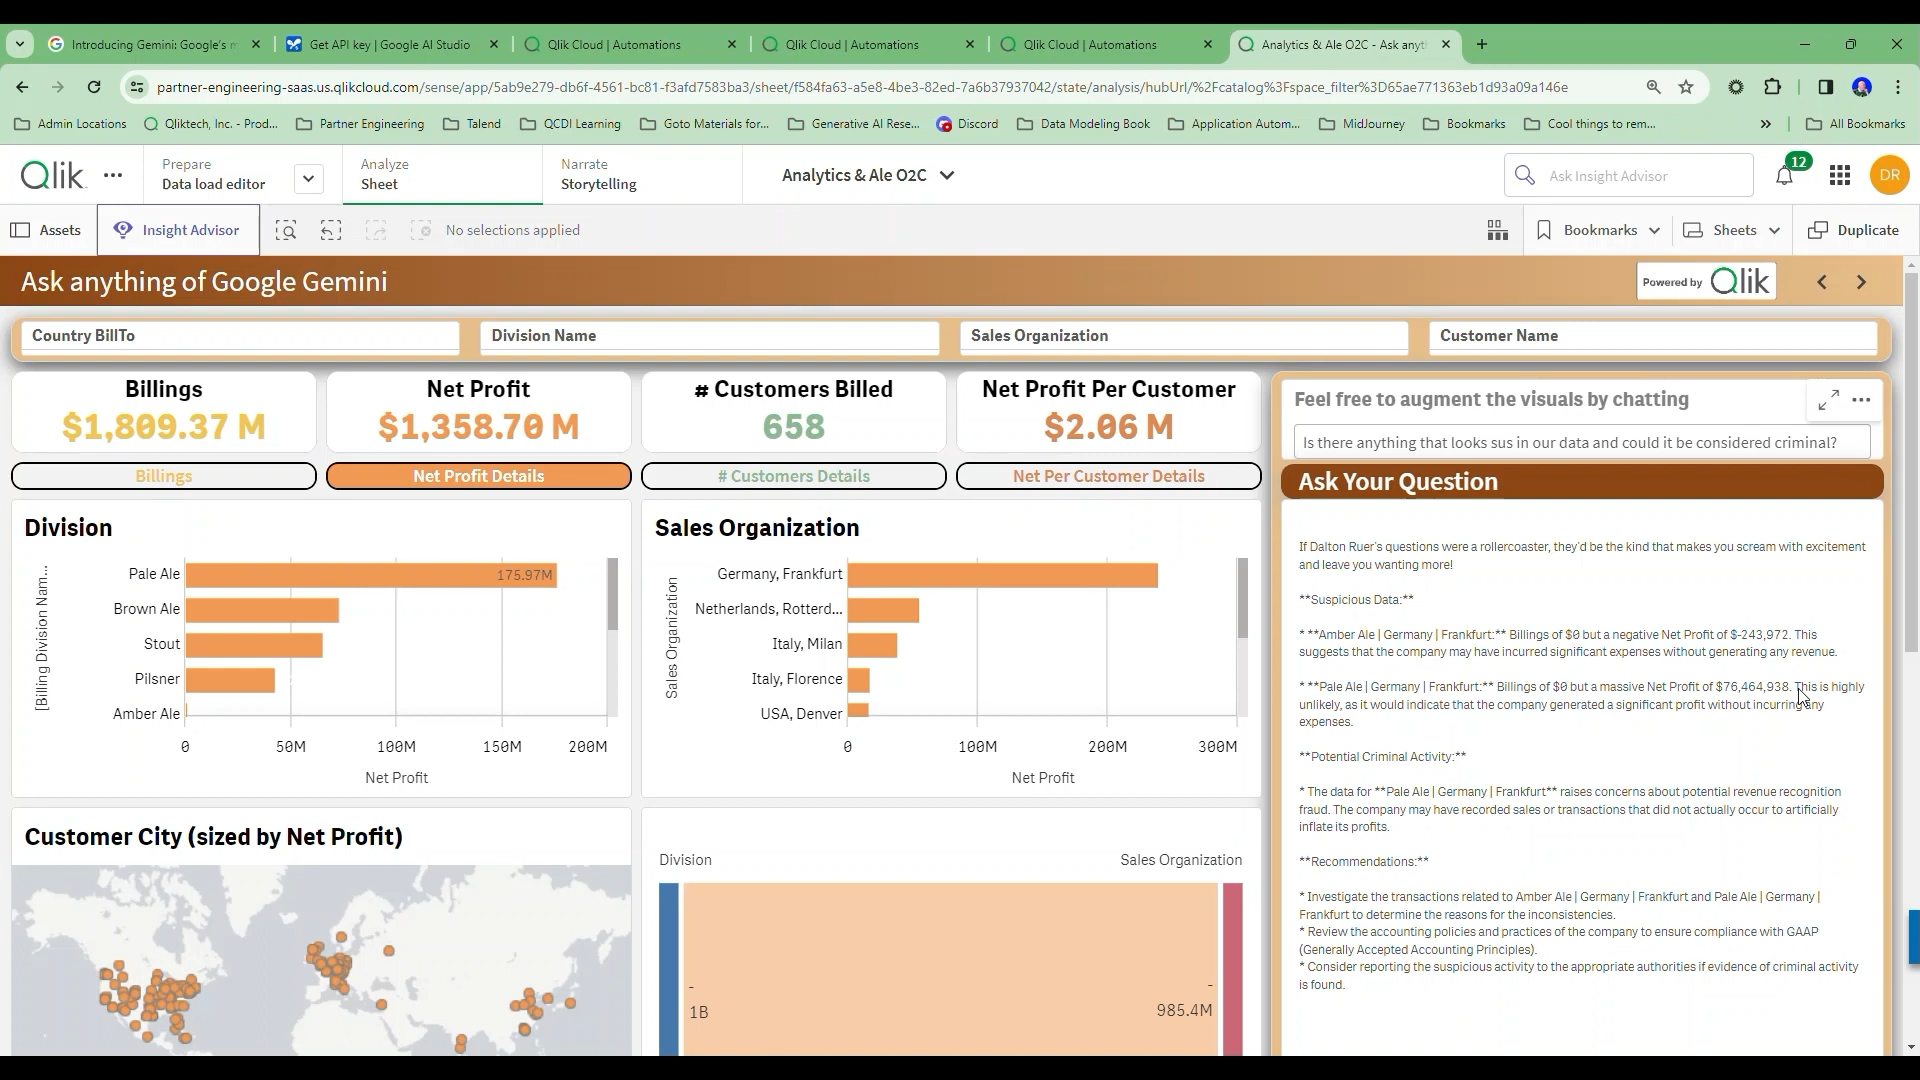 Introducing Gemini: Google's m
Get API key | Google AI Studio
Qlik Cloud | Automations
Qlik Cloud | Automations
Qlik Cloud | Automations
Analytics & Ale O2C - Ask anyt
partner-engineering-saas.us.qlikcloud.com/sense/app/5ab9e279-db6f-4561-bc81-f3afd7583ba3/sheet/f584fa63-a5e8-4be3-82ed-7a6b37937042/state/analysis/hubUrl/%2Fcatalog%3Fspace_filter%3D65ae771363eb1d93a09a146e
Admin Locations
Qliktech, Inc. - Prod...
Partner Engineering
Talend
QCDI Learning
Goto Materials for...
Generative AI Rese...
Discord
Data Modeling Book
Application Autom...
MidJourney
Bookmarks
Cool things to rem...
All Bookmarks
Qlik
Prepare
Data load editor
Analyze
Sheet
Narrate
Storytelling
Analytics & Ale O2C
Ask Insight Advisor
12
DR
Assets
Insight Advisor
No selections applied
Bookmarks
Sheets
Duplicate
Ask anything of Google Gemini
Powered by Qlik
Country BillTo
Division Name
Sales Organization
Customer Name
Billings
$1,809.37 M
Net Profit
$1,358.70 M
# Customers Billed
658
Net Profit Per Customer
$2.06 M
Billings
Net Profit Details
# Customers Details
Net Per Customer Details
Feel free to augment the visuals by chatting
Is there anything that looks sus in our data and could it be considered criminal?
Ask Your Question
Division
[Billing Division Nam...
Pale Ale
175.97M
Brown Ale
Stout
Pilsner
Amber Ale
0
50M
100M
150M
200M
Net Profit
Sales Organization
Sales Organization
Germany, Frankfurt
Netherlands, Rotterd...
Italy, Milan
Italy, Florence
USA, Denver
0
100M
200M
300M
Net Profit
Customer City (sized by Net Profit)
Division
Sales Organization
-
1B
-
985.4M
If Dalton Ruer's questions were a rollercoaster, they'd be the kind that makes you scream with excitement
and leave you wanting more!
**Suspicious Data:**
* **Amber Ale | Germany | Frankfurt:** Billings of $0 but a negative Net Profit of $-243,972. This
suggests that the company may have incurred significant expenses without generating any revenue.
* **Pale Ale | Germany | Frankfurt:** Billings of $0 but a massive Net Profit of $76,464,938. This is highly
unlikely, as it would indicate that the company generated a significant profit without incurring any
expenses.
**Potential Criminal Activity:**
* The data for **Pale Ale | Germany | Frankfurt** raises concerns about potential revenue recognition
fraud. The company may have recorded sales or transactions that did not actually occur to artificially
inflate its profits.
**Recommendations:**
* Investigate the transactions related to Amber Ale | Germany | Frankfurt and Pale Ale | Germany |
Frankfurt to determine the reasons for the inconsistencies.
* Review the accounting policies and practices of the company to ensure compliance with GAAP
(Generally Accepted Accounting Principles).
* Consider reporting the suspicious activity to the appropriate authorities if evidence of criminal activity
is found.